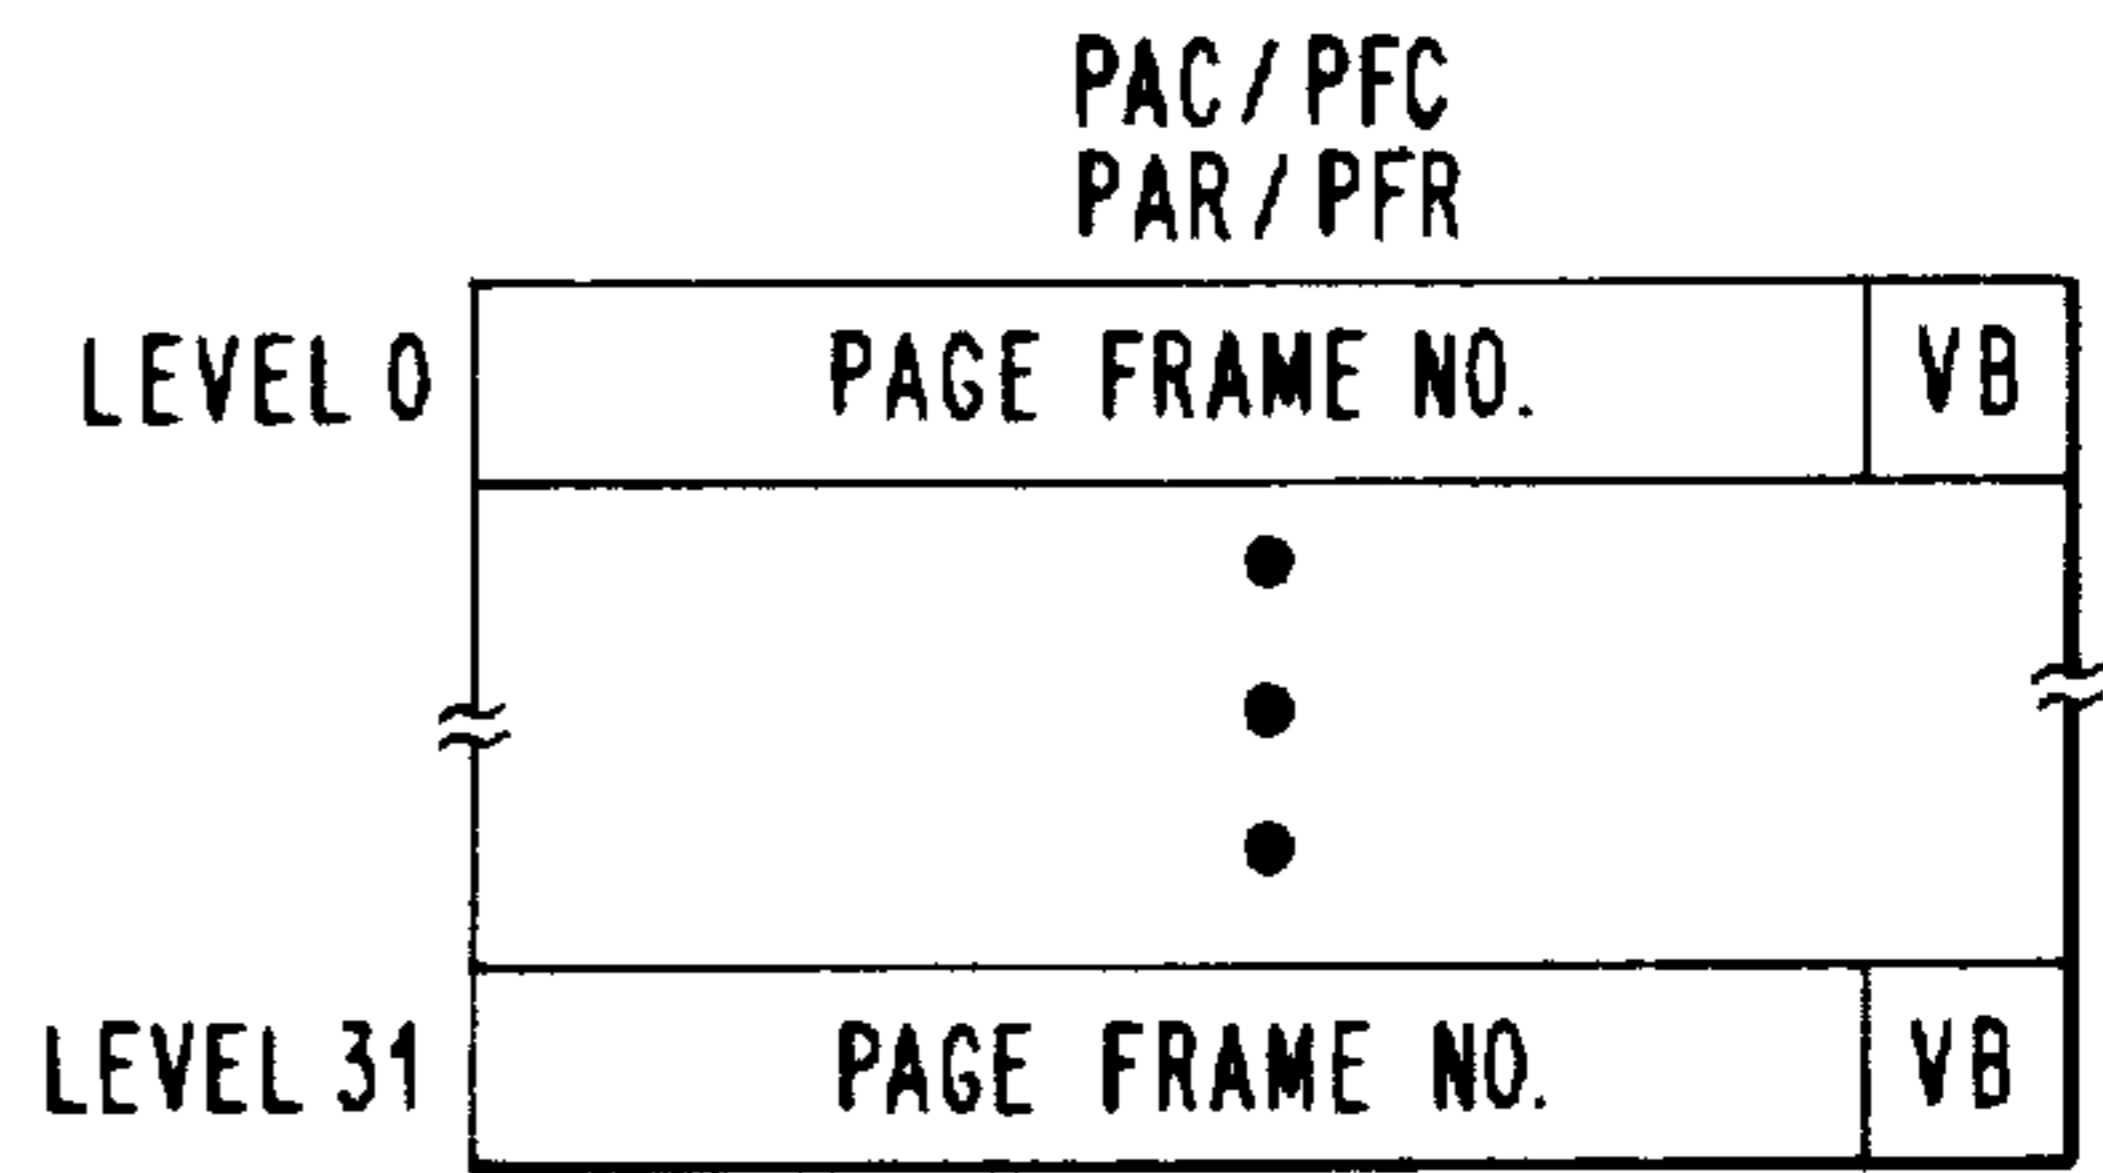 PAC/PFC
PAR/PFR
LEVEL 0 PAGE FRAME NO. VB
LEVEL 31 PAGE FRAME NO. VB